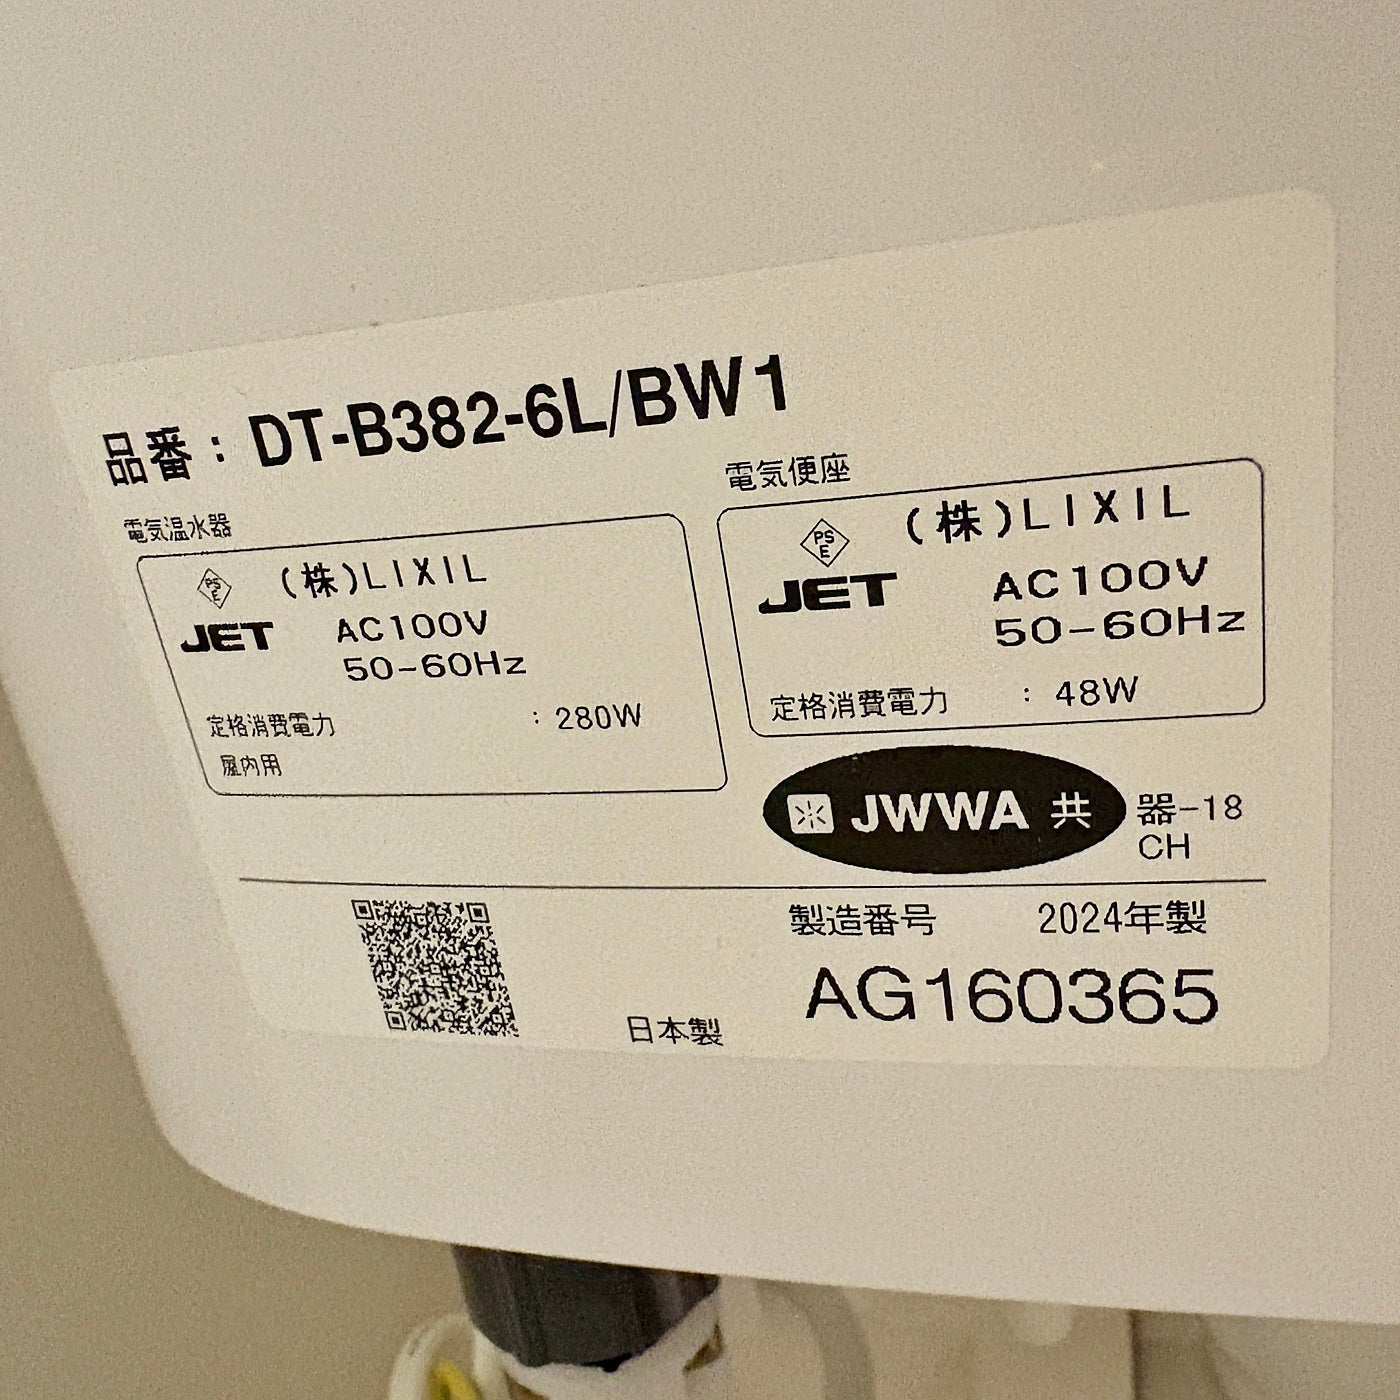 品番：DT-B382-6L/BW1
電気温水器
PS
E
(株)LIXIL
JET
AC100V
50-60Hz
定格消費電力 : 280W
屋内用
電気便座
PS
E
(株)LIXIL
JET
AC100V
50-60Hz
定格消費電力 : 48W
JWWA 共
器-18
CH
製造番号 2024年製
AG160365
日本製